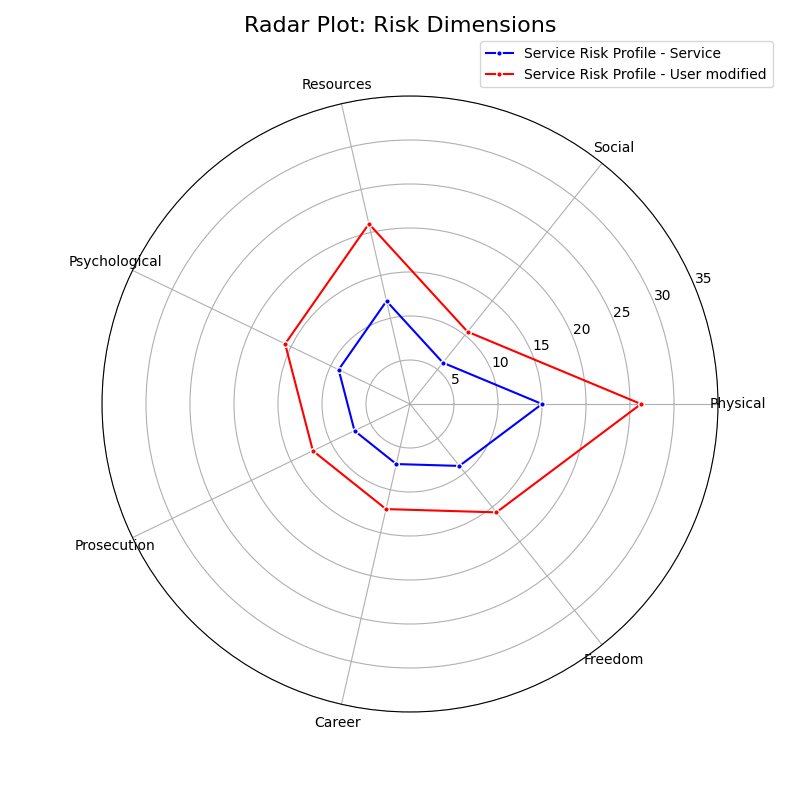 Radar Plot: Risk Dimensions
Service Risk Profile - Service
Service Risk Profile - User modified
Resources
Social
Psychological
35
30
25
20
15
10
5
Physical
Prosecution
Freedom
Career